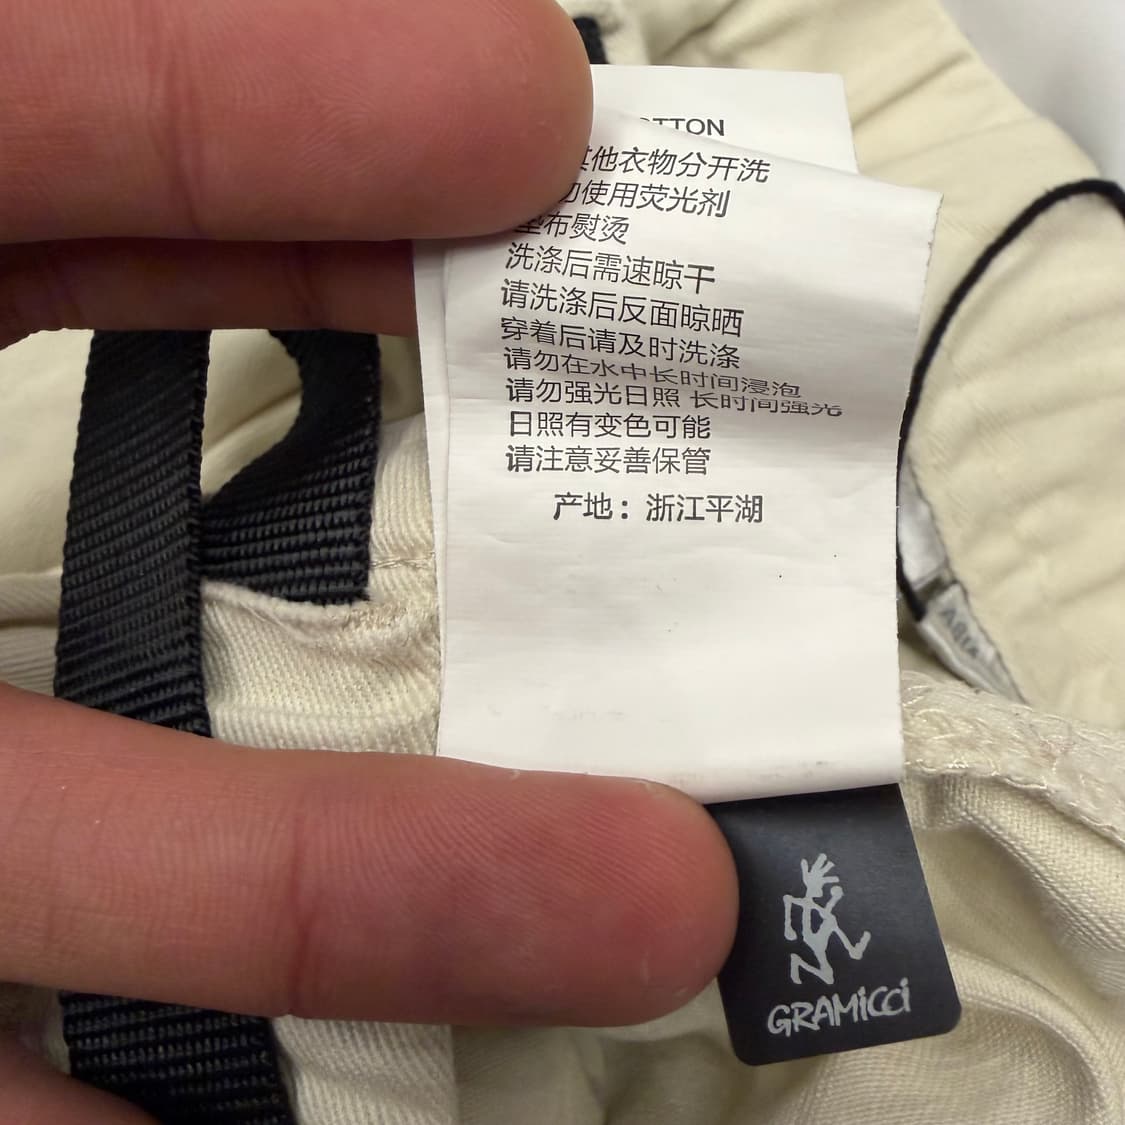 其他衣物分开洗
勿使用荧光剂
垫布熨烫
洗涤后需速晾干
请洗涤后反面晾晒
穿着后请及时洗涤
请勿在水中长时间浸泡
请勿强光日照 长时间强光
日照有变色可能
请注意妥善保管
产地：浙江平湖
GRAMiCCi